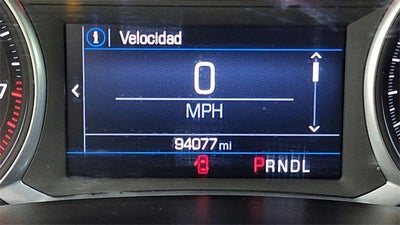 i Velocidad
0
MPH
94077 mi
PRNDL